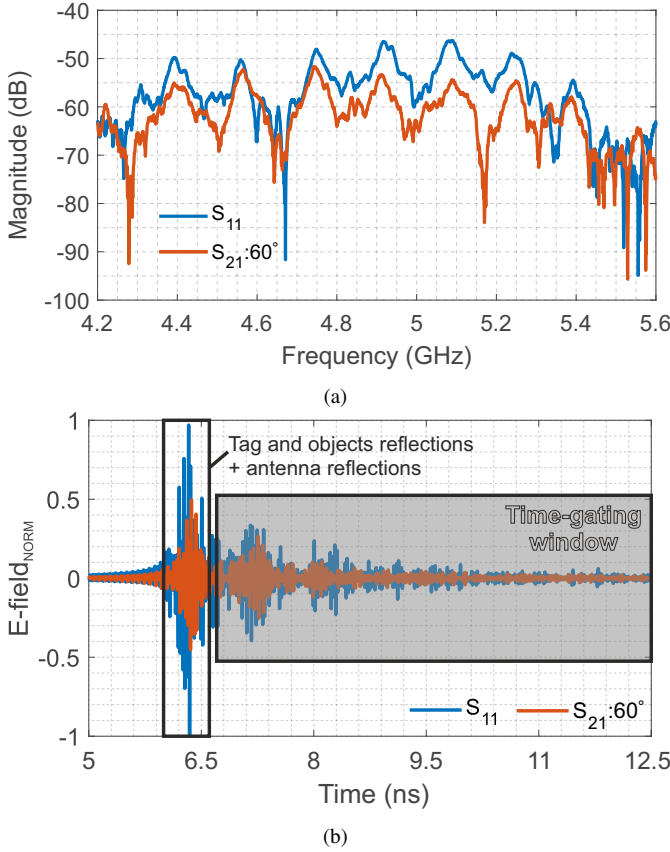 -40
-50
-60
-70
-80
-90
-100
Magnitude (dB)
S11
S21:60°
4.2 4.4 4.6 4.8 5 5.2 5.4 5.6
Frequency (GHz)
(a)
1
0.5
0
-0.5
-1
E-fieldNORM
Tag and objects reflections
+ antenna reflections
Time-gating
window
S11 S21:60°
5 6.5 8 9.5 11 12.5
Time (ns)
(b)